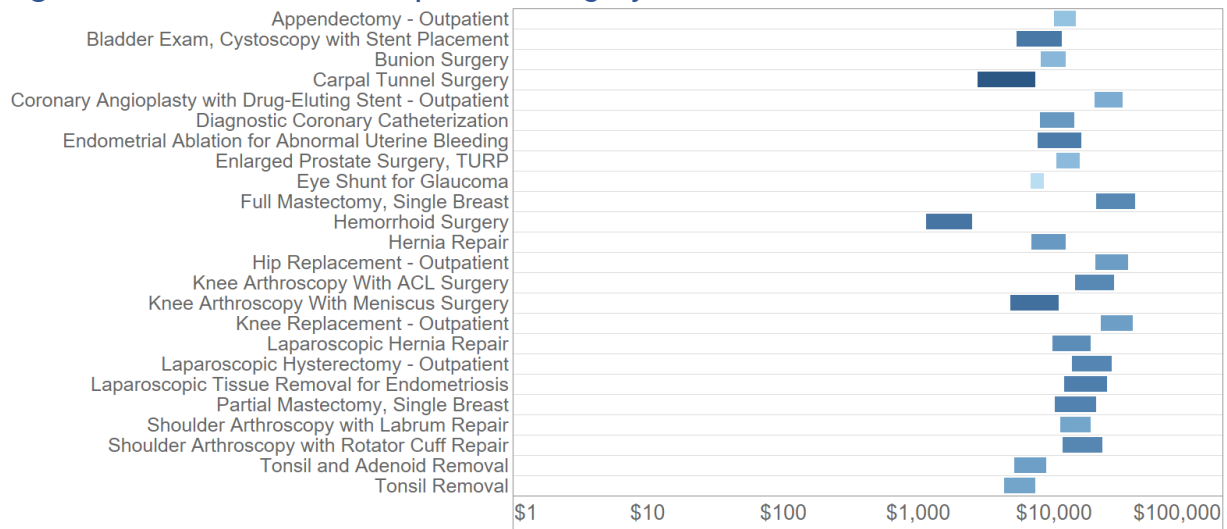 Appendectomy - Outpatient
Bladder Exam, Cystoscopy with Stent Placement
Bunion Surgery
Carpal Tunnel Surgery
Coronary Angioplasty with Drug-Eluting Stent - Outpatient
Diagnostic Coronary Catheterization
Endometrial Ablation for Abnormal Uterine Bleeding
Enlarged Prostate Surgery, TURP
Eye Shunt for Glaucoma
Full Mastectomy, Single Breast
Hemorrhoid Surgery
Hernia Repair
Hip Replacement - Outpatient
Knee Arthroscopy With ACL Surgery
Knee Arthroscopy With Meniscus Surgery
Knee Replacement - Outpatient
Laparoscopic Hernia Repair
Laparoscopic Hysterectomy - Outpatient
Laparoscopic Tissue Removal for Endometriosis
Partial Mastectomy, Single Breast
Shoulder Arthroscopy with Labrum Repair
Shoulder Arthroscopy with Rotator Cuff Repair
Tonsil and Adenoid Removal
Tonsil Removal
$1 $10 $100 $1,000 $10,000 $100,000